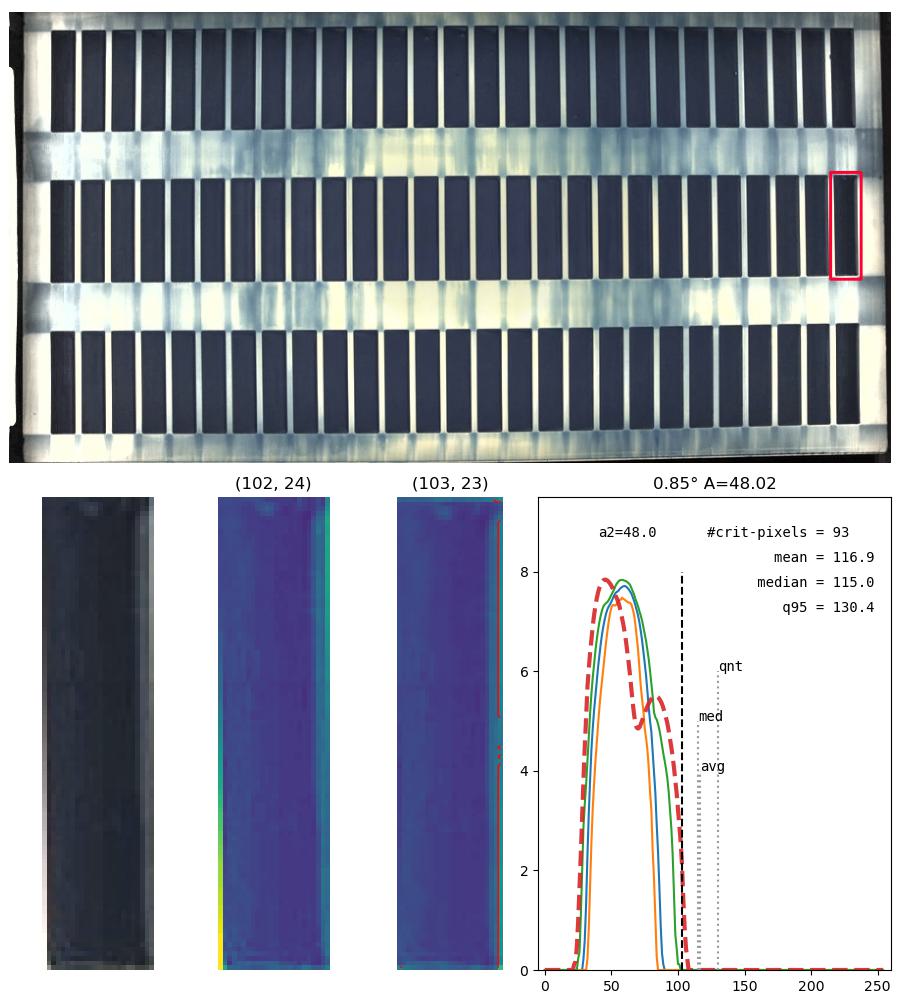 (102, 24)
(103, 23)
0.85° A=48.02
a2=48.0
#crit-pixels = 93
mean = 116.9
median = 115.0
q95 = 130.4
qnt
med
avg
8
6
4
2
0
0 50 100 150 200 250